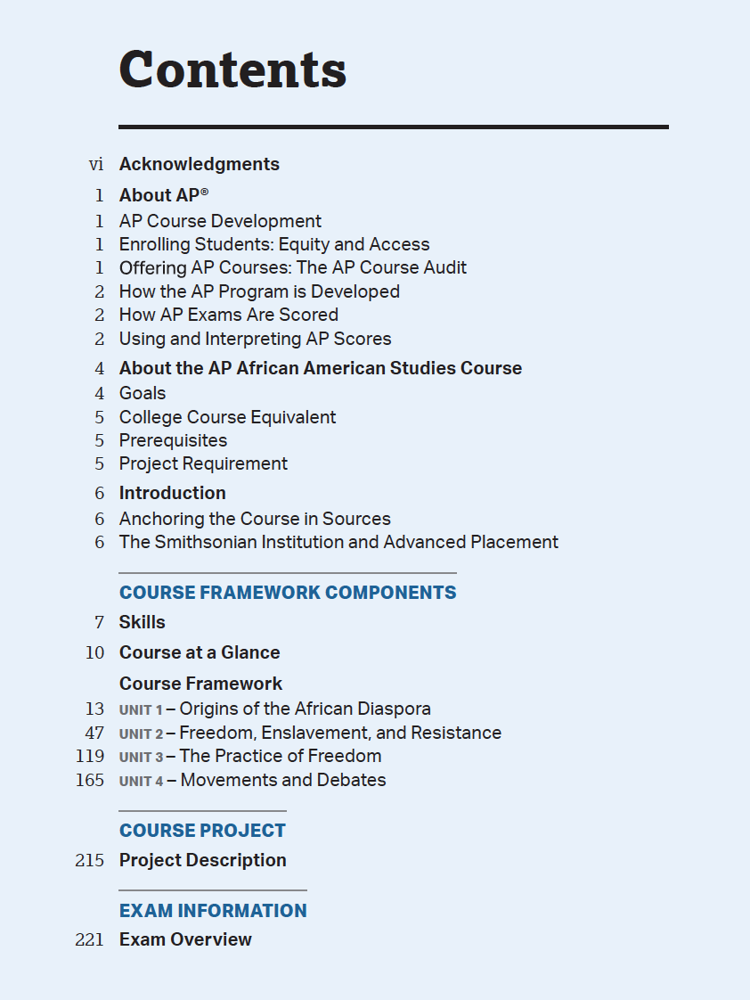 Contents
vi Acknowledgments
1 About AP®
1 AP Course Development
1 Enrolling Students: Equity and Access
1 Offering AP Courses: The AP Course Audit
2 How the AP Program is Developed
2 How AP Exams Are Scored
2 Using and Interpreting AP Scores
4 About the AP African American Studies Course
4 Goals
5 College Course Equivalent
5 Prerequisites
5 Project Requirement
6 Introduction
6 Anchoring the Course in Sources
6 The Smithsonian Institution and Advanced Placement
COURSE FRAMEWORK COMPONENTS
7 Skills
10 Course at a Glance
Course Framework
13 UNIT 1 – Origins of the African Diaspora
47 UNIT 2 – Freedom, Enslavement, and Resistance
119 UNIT 3 – The Practice of Freedom
165 UNIT 4 – Movements and Debates
COURSE PROJECT
215 Project Description
EXAM INFORMATION
221 Exam Overview